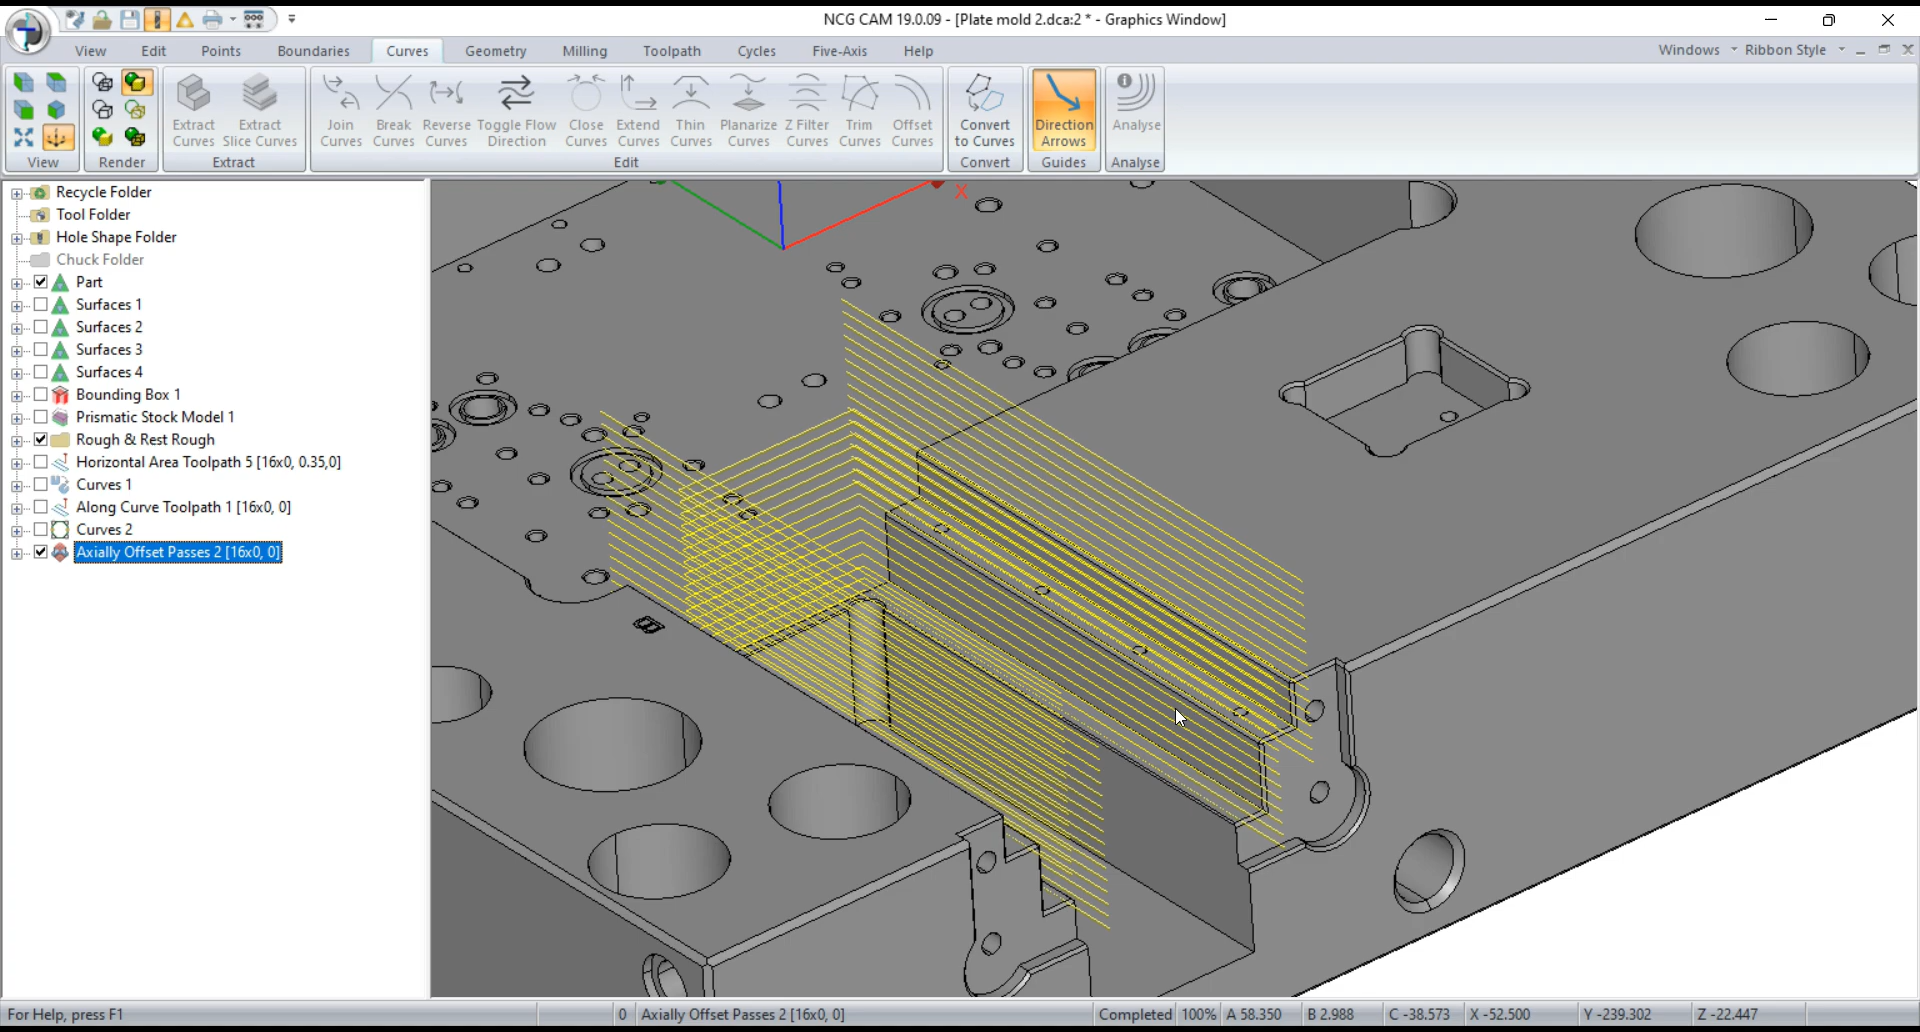 NCG CAM 19.0.09 - [Plate mold 2.dca:2 * - Graphics Window]
View Edit Points Boundaries Curves Geometry Milling Toolpath Cycles Five-Axis Help Windows Ribbon Style
Extract Curves
Extract Slice Curves
Join Curves
Break Curves
Reverse Curves
Toggle Flow Direction
Close Curves
Extend Curves
Thin Curves
Planarize Curves
Z Filter Curves
Trim Curves
Offset Curves
Convert to Curves
Direction Arrows
Analyse
View Render Extract Edit Convert Guides Analyse
Recycle Folder
Tool Folder
Hole Shape Folder
Chuck Folder
Part
Surfaces 1
Surfaces 2
Surfaces 3
Surfaces 4
Bounding Box 1
Prismatic Stock Model 1
Rough & Rest Rough
Horizontal Area Toolpath 5 [16x0, 0.35,0]
Curves 1
Along Curve Toolpath 1 [16x0, 0]
Curves 2
Axially Offset Passes 2 [16x0, 0]
X
For Help, press F1 0 Axially Offset Passes 2 [16x0, 0] Completed 100% A 58.350 B 2.988 C -38.573 X -52.500 Y -239.302 Z -22.447